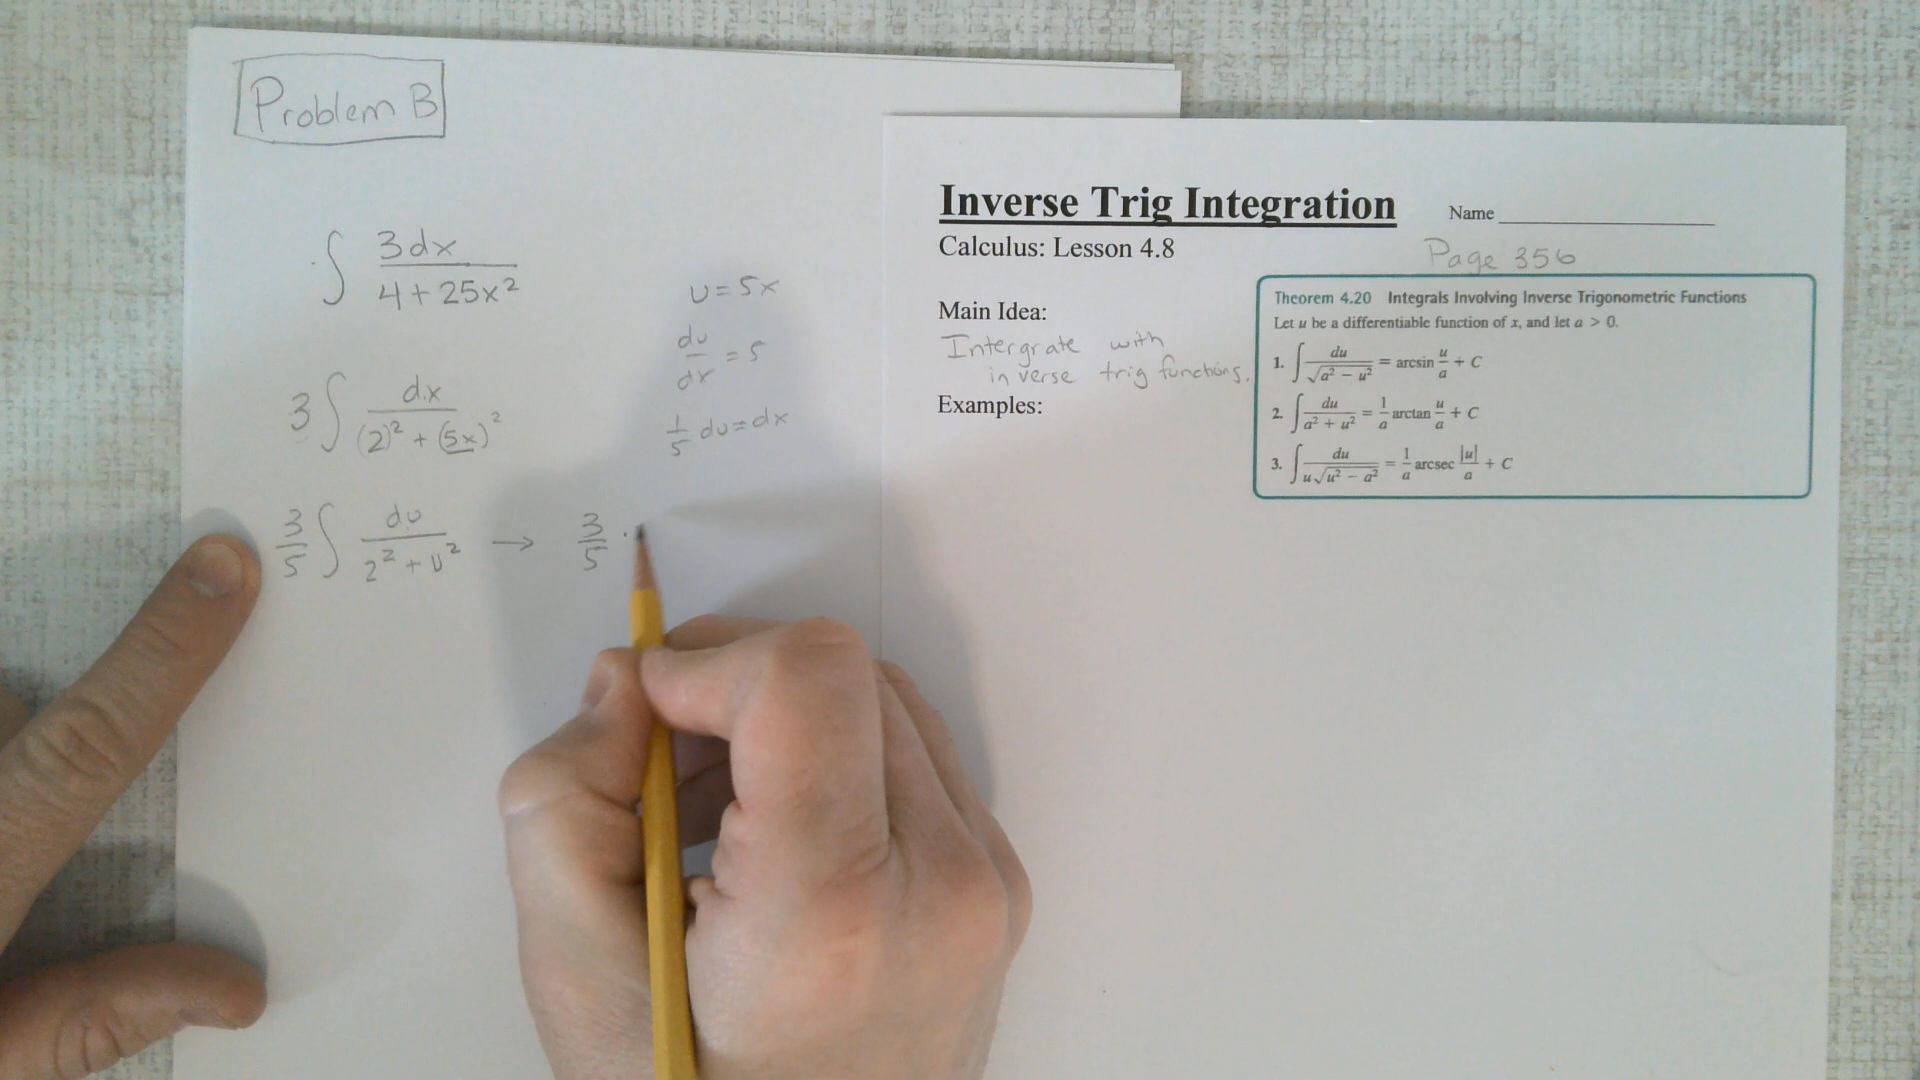 Problem B
∫ 3dx / 4 + 25x²
u = 5x
du/dx = 5
1/5 du = dx
3 ∫ dx / (2)² + (5x)²
3/5 ∫ du / 2² + u² → 3/5 ·
Inverse Trig Integration
Name
Calculus: Lesson 4.8
Page 356
Main Idea:
Intergrate with
inverse trig functions.
Examples:
Theorem 4.20 Integrals Involving Inverse Trigonometric Functions
Let u be a differentiable function of x, and let a > 0.
1. ∫ du / √(a² − u²) = arcsin u/a + C
2. ∫ du / a² + u² = 1/a arctan u/a + C
3. ∫ du / u√(u² − a²) = 1/a arcsec |u|/a + C